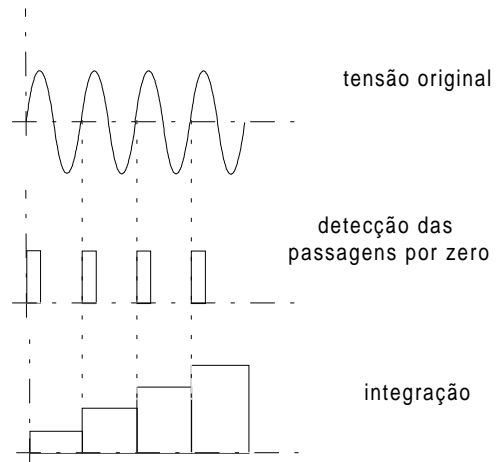 tensão original
detecção das
passagens por zero
integração